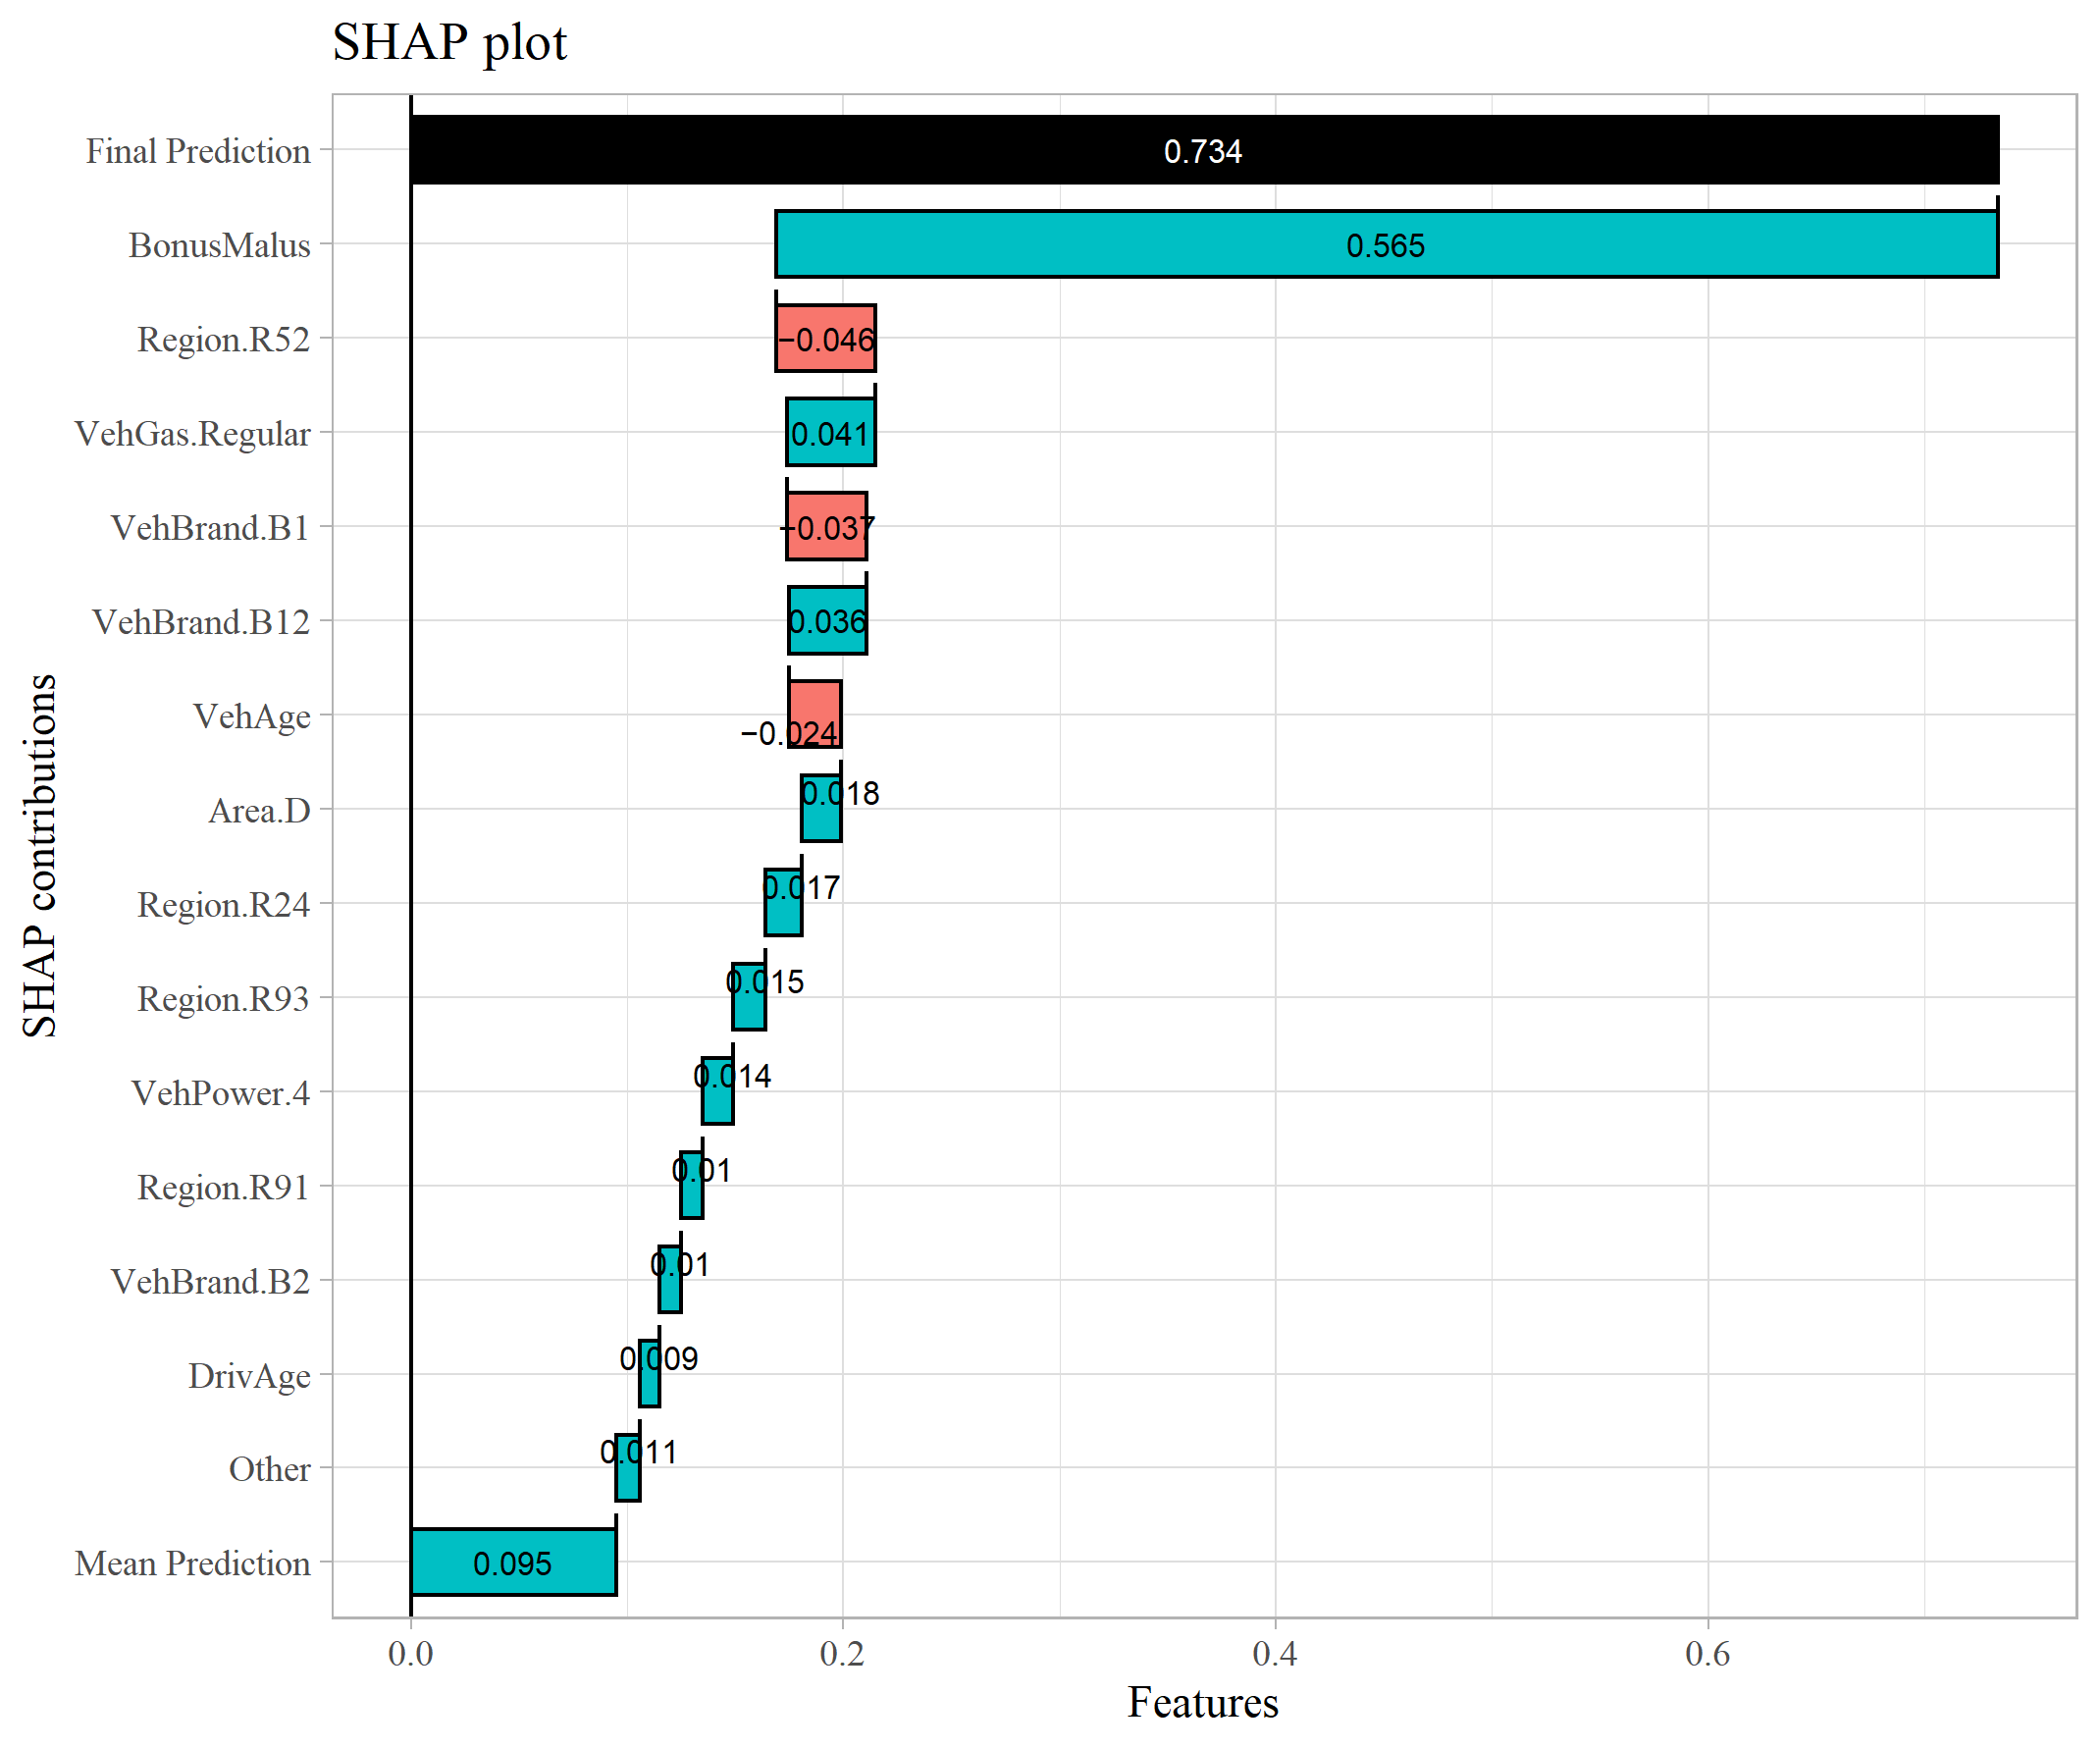 SHAP plot
Final Prediction
0.734
BonusMalus
0.565
Region.R52
−0.046
VehGas.Regular
0.041
VehBrand.B1
−0.037
VehBrand.B12
0.036
VehAge
−0.024
Area.D
0.018
Region.R24
0.017
Region.R93
0.015
VehPower.4
0.014
Region.R91
0.01
VehBrand.B2
0.01
DrivAge
0.009
Other
0.011
Mean Prediction
0.095
SHAP contributions
0.0 0.2 0.4 0.6
Features